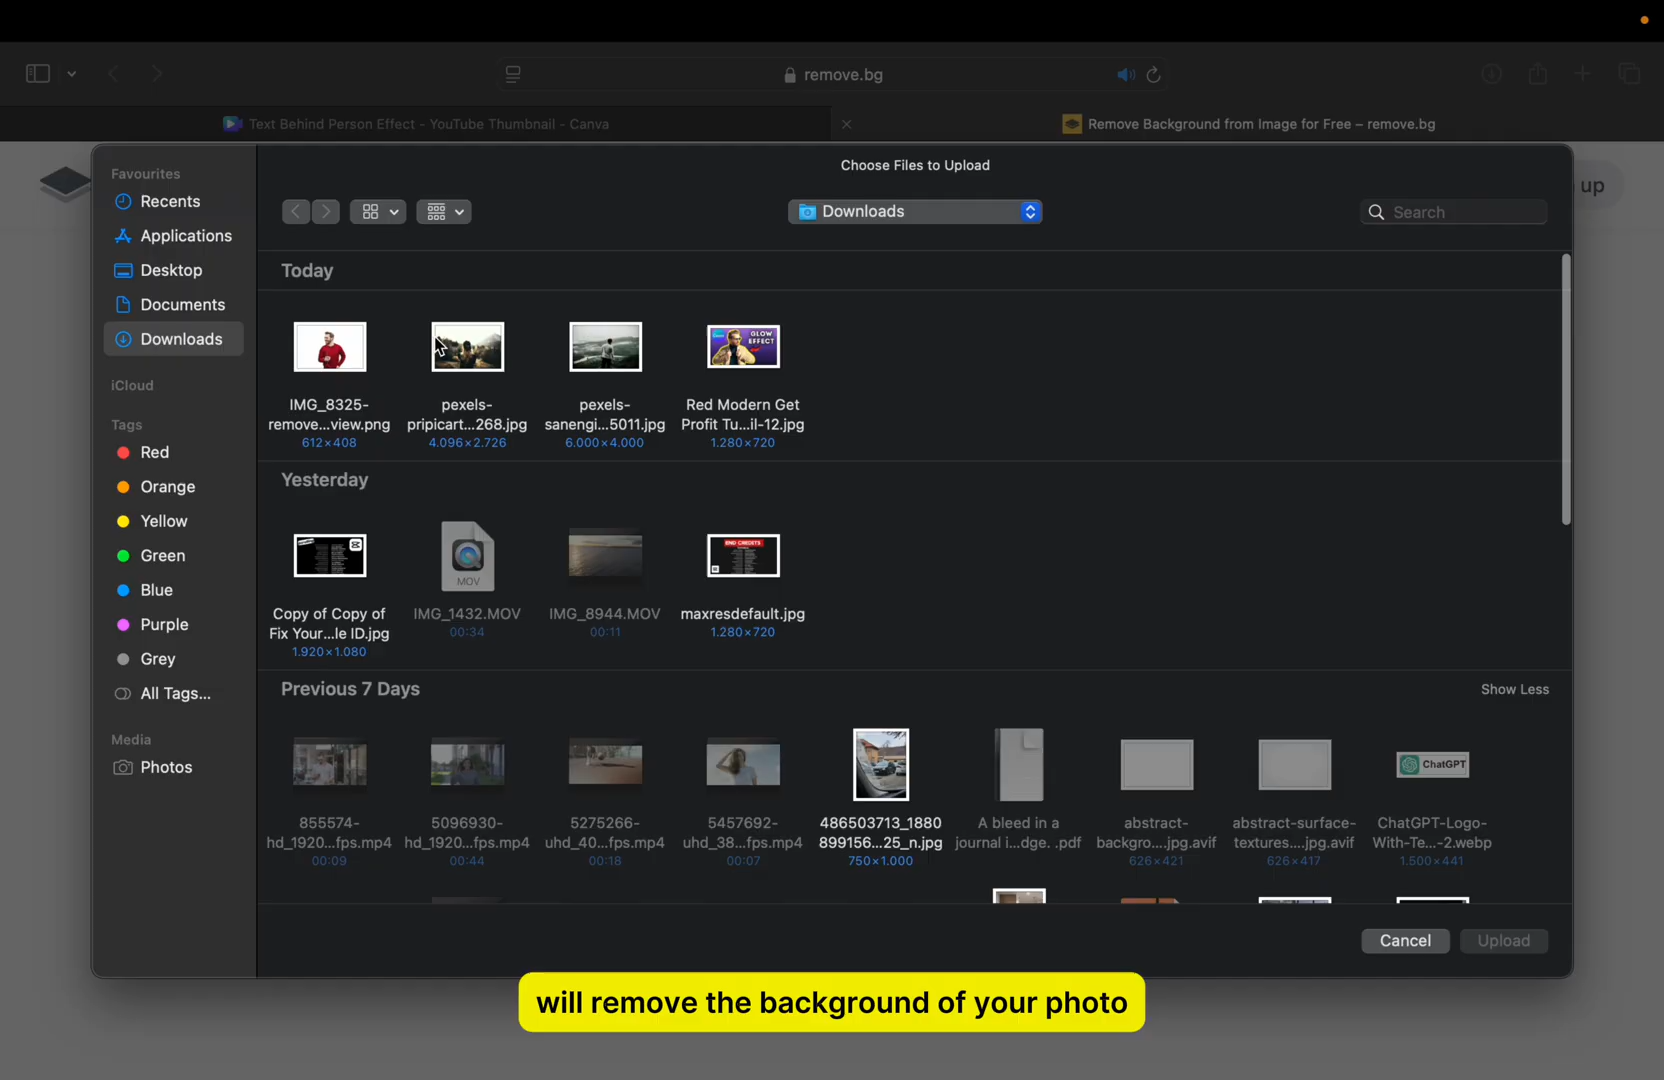 remove.bg
Text Behind Person Effect - YouTube Thumbnail - Canva
Remove Background from Image for Free – remove.bg
up
Choose Files to Upload
Favourites
Recents
Applications
Desktop
Documents
Downloads
iCloud
Tags
Red
Orange
Yellow
Green
Blue
Purple
Grey
All Tags...
Media
Photos
Downloads
Search
Today
GLOW
EFFECT
IMG_8325-
remove...view.png
612×408
pexels-
pripicart...268.jpg
4.096×2.726
pexels-
sanengi...5011.jpg
6.000×4.000
Red Modern Get
Profit Tu...il-12.jpg
1.280×720
Yesterday
MOV
END CREDITS
Copy of Copy of
Fix Your...le ID.jpg
1.920×1.080
IMG_1432.MOV
00:34
IMG_8944.MOV
00:11
maxresdefault.jpg
1.280×720
Previous 7 Days
Show Less
ChatGPT
855574-
hd_1920...fps.mp4
00:09
5096930-
hd_1920...fps.mp4
00:44
5275266-
uhd_40...fps.mp4
00:18
5457692-
uhd_38...fps.mp4
00:07
486503713_1880
899156...25_n.jpg
750×1.000
A bleed in a
journal i...dge. .pdf
abstract-
backgro....jpg.avif
626×421
abstract-surface-
textures....jpg.avif
626×417
ChatGPT-Logo-
With-Te...-2.webp
1.500×441
Cancel
Upload
will remove the background of your photo